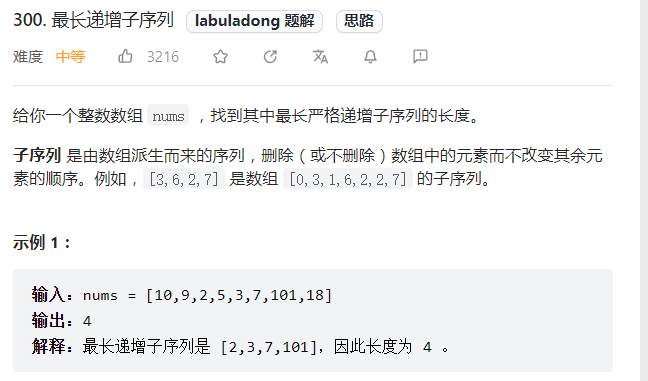 300. 最长递增子序列 labuladong 题解 思路
难度 中等 3216
给你一个整数数组 nums ，找到其中最长严格递增子序列的长度。
子序列 是由数组派生而来的序列，删除（或不删除）数组中的元素而不改变其余元
素的顺序。例如，[3,6,2,7] 是数组 [0,3,1,6,2,2,7] 的子序列。
示例 1：
输入：nums = [10,9,2,5,3,7,101,18]
输出：4
解释：最长递增子序列是 [2,3,7,101]，因此长度为 4 。